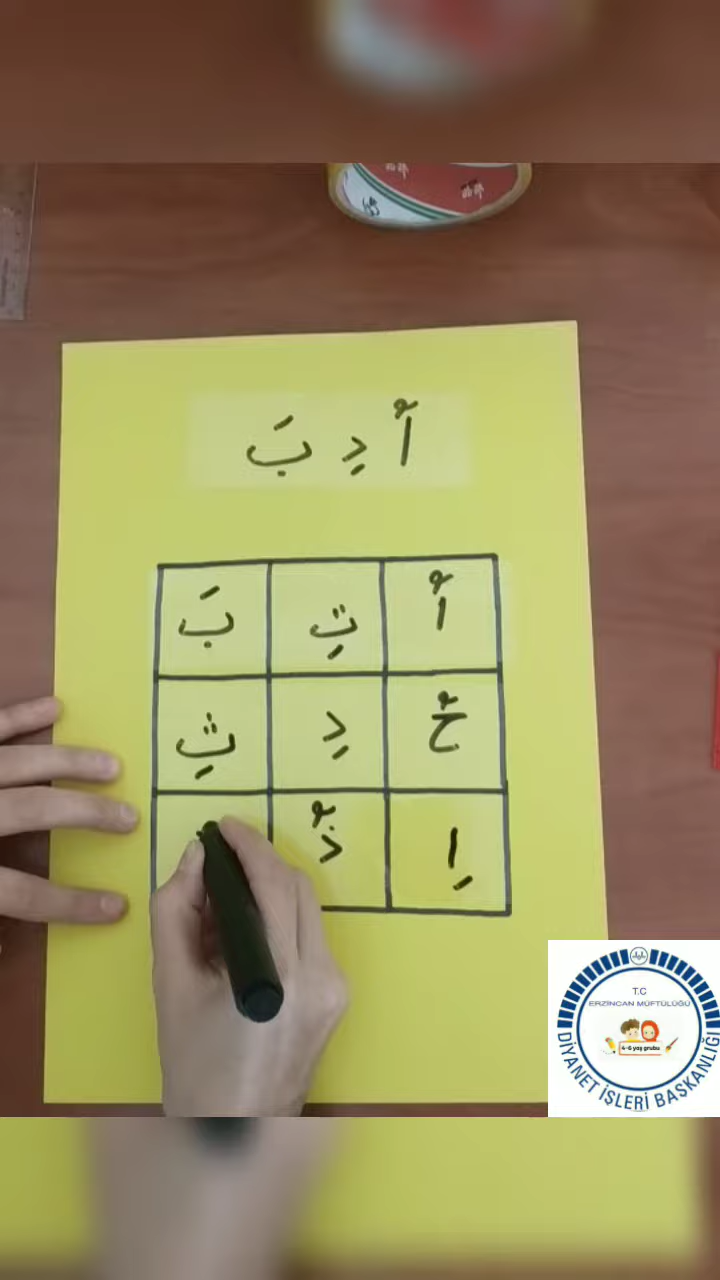 أُ دِ بَ
أُ تِ بَ
حُ دِ ثِ
اِ ذُ
T.C
ERZİNCAN MÜFTÜLÜĞÜ
4-6 yaş grubu
DİYANET İŞLERİ BAŞKANLIĞI